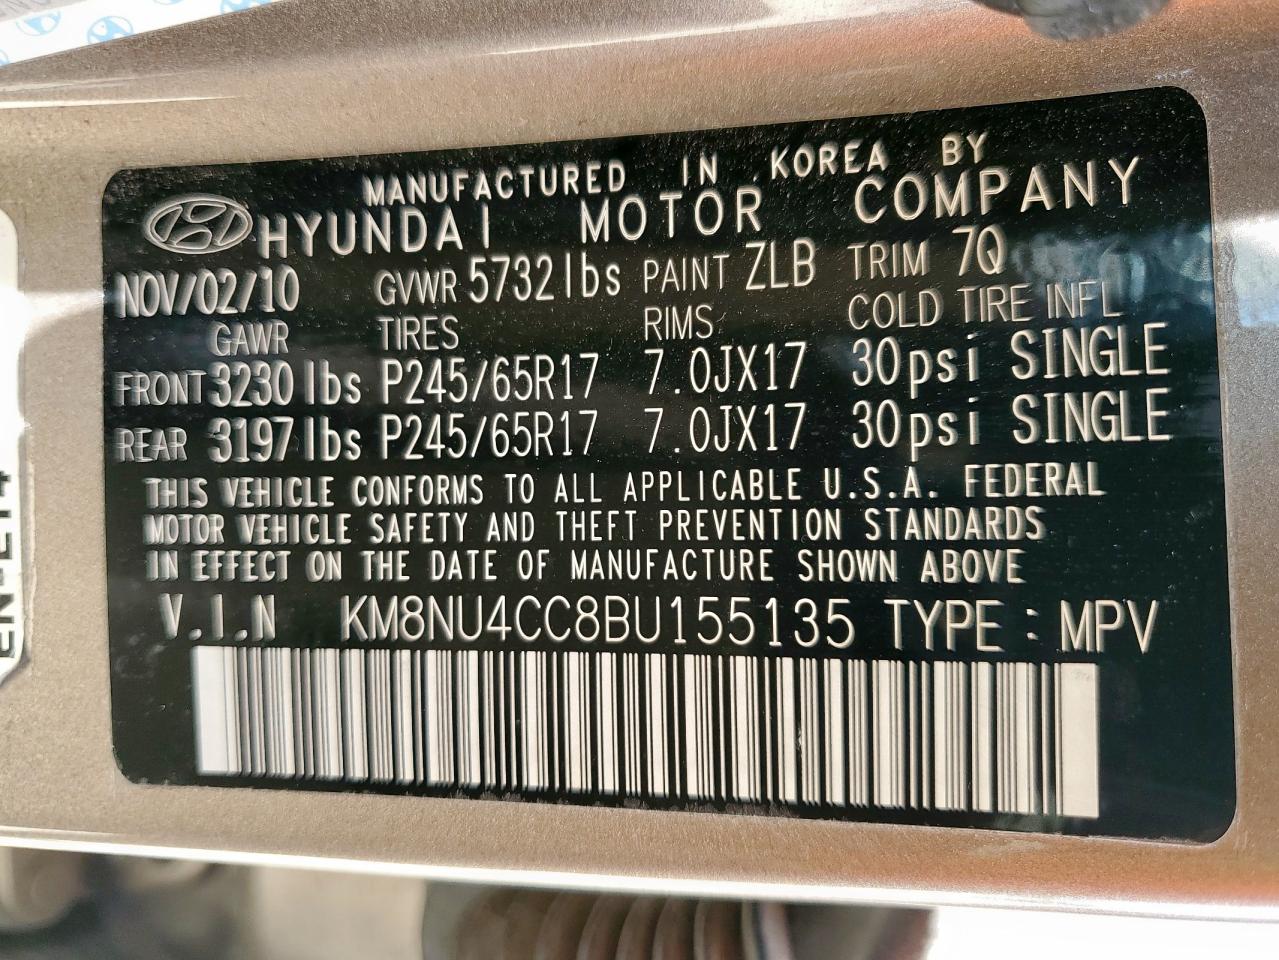 MANUFACTURED IN KOREA BY
HYUNDAI MOTOR COMPANY
NOV/02/10 GVWR 5732lbs PAINT ZLB TRIM 7Q
GAWR TIRES RIMS COLD TIRE INFL
FRONT 3230 lbs P245/65R17 7.0JX17 30psi SINGLE
REAR 3197 lbs P245/65R17 7.0JX17 30psi SINGLE
THIS VEHICLE CONFORMS TO ALL APPLICABLE U.S.A. FEDERAL
MOTOR VEHICLE SAFETY AND THEFT PREVENTION STANDARDS
IN EFFECT ON THE DATE OF MANUFACTURE SHOWN ABOVE
V.I.N KM8NU4CC8BU155135 TYPE : MPV